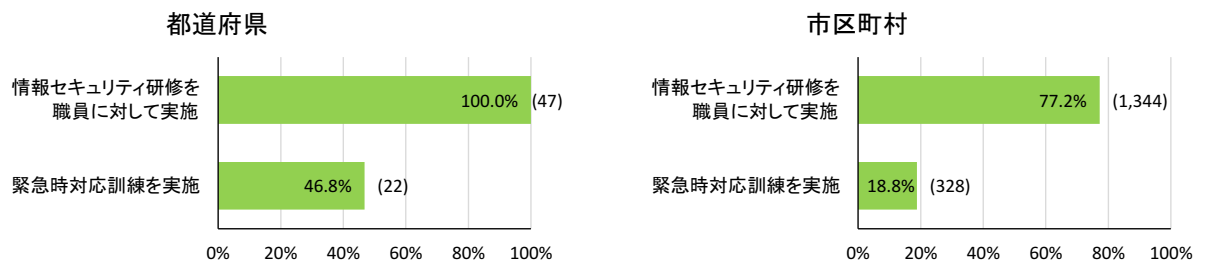 都道府県
情報セキュリティ研修を
職員に対して実施
100.0% (47)
緊急時対応訓練を実施
46.8% (22)
0% 20% 40% 60% 80% 100%
市区町村
情報セキュリティ研修を
職員に対して実施
77.2% (1,344)
緊急時対応訓練を実施
18.8% (328)
0% 20% 40% 60% 80% 100%